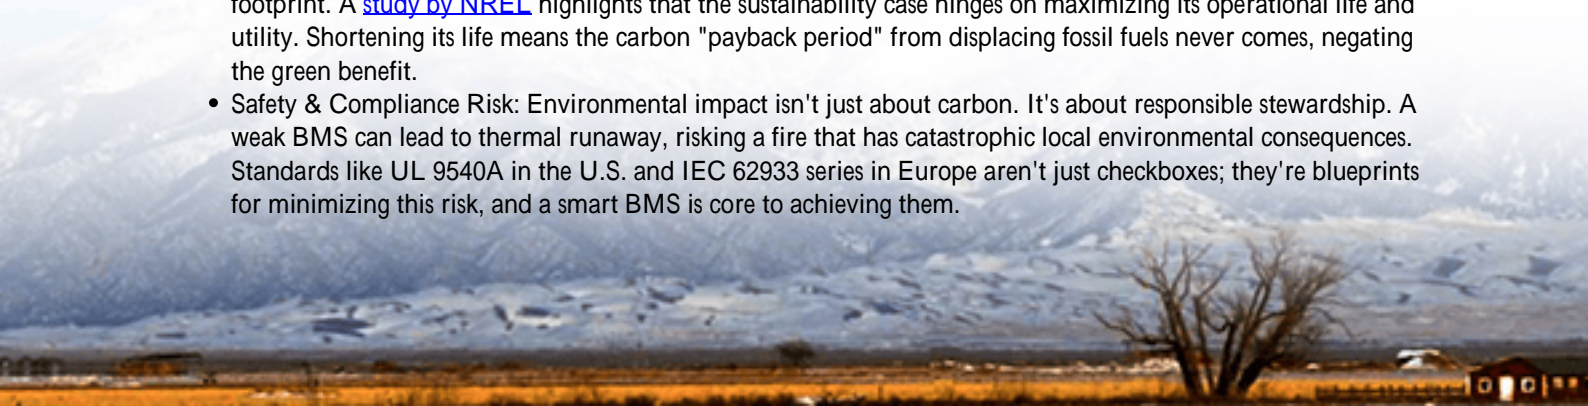 footprint. A study by NREL highlights that the sustainability case hinges on maximizing its operational life and
utility. Shortening its life means the carbon "payback period" from displacing fossil fuels never comes, negating
the green benefit.
• Safety & Compliance Risk: Environmental impact isn't just about carbon. It's about responsible stewardship. A
weak BMS can lead to thermal runaway, risking a fire that has catastrophic local environmental consequences.
Standards like UL 9540A in the U.S. and IEC 62933 series in Europe aren't just checkboxes; they're blueprints
for minimizing this risk, and a smart BMS is core to achieving them.